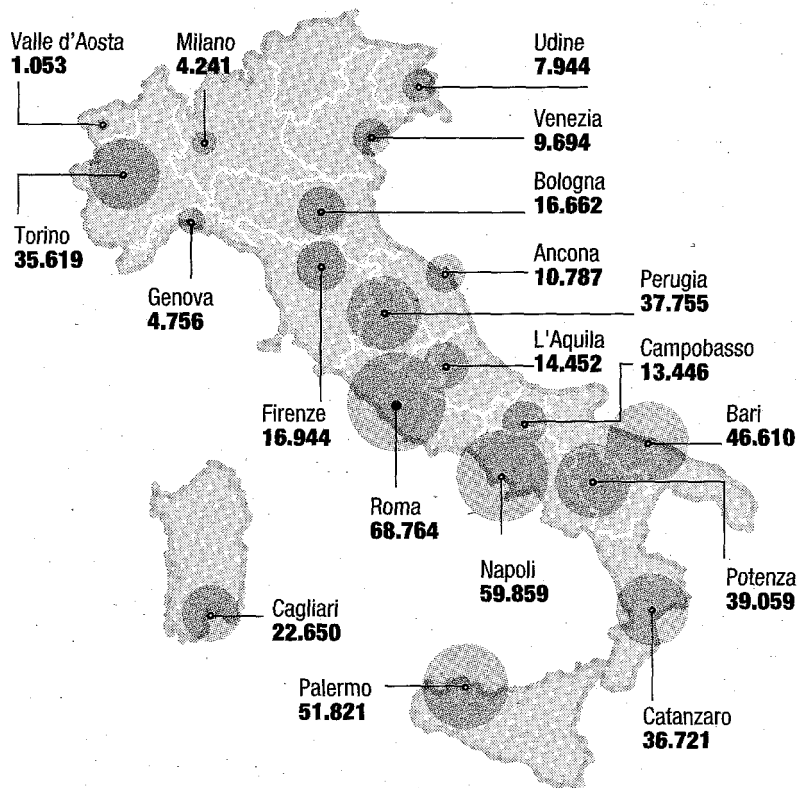 Valle d'Aosta
1.053
Milano
4.241
Udine
7.944
Venezia
9.694
Bologna
16.662
Torino
35.619
Ancona
10.787
Perugia
37.755
Genova
4.756
L'Aquila
14.452
Campobasso
13.446
Firenze
16.944
Bari
46.610
Roma
68.764
Napoli
59.859
Potenza
39.059
Cagliari
22.650
Palermo
51.821
Catanzaro
36.721